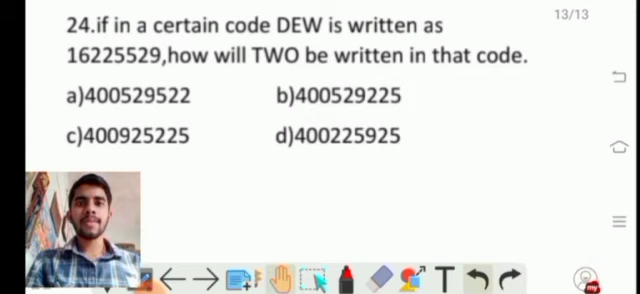 13/13
24.if in a certain code DEW is written as
16225529,how will TWO be written in that code.
a)400529522 b)400529225
c)400925225 d)400225925
T
my